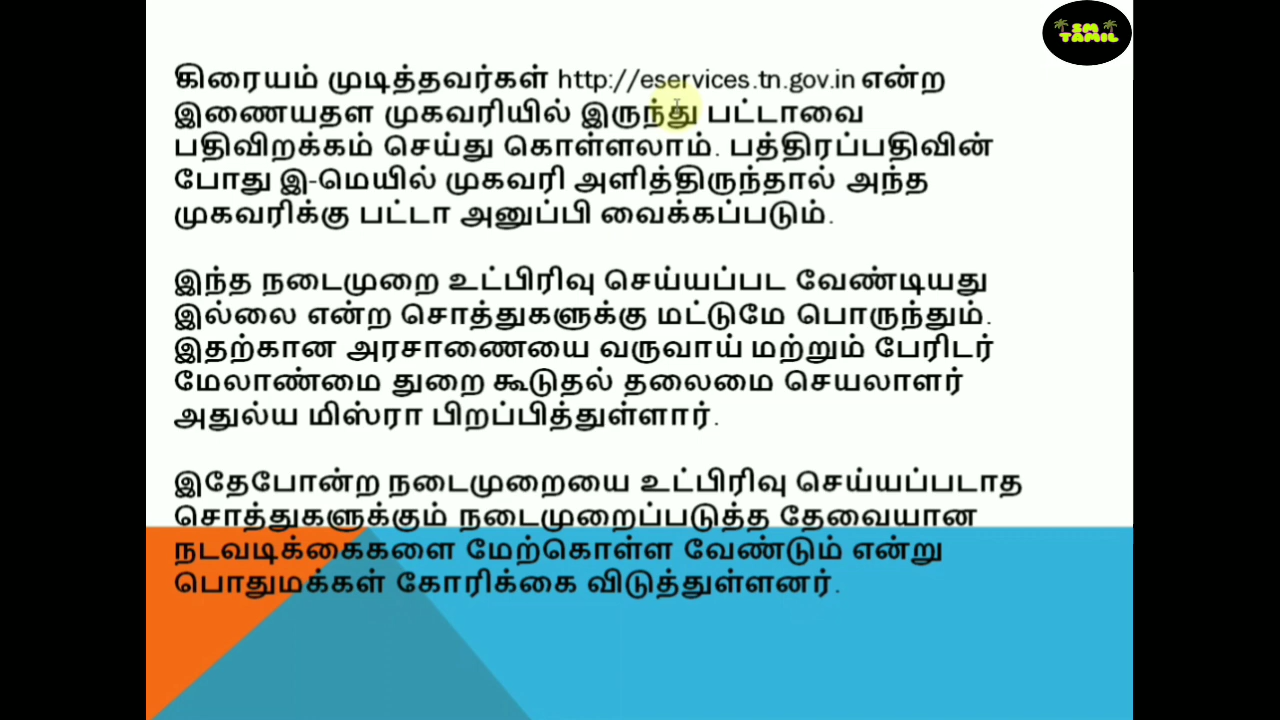 SM
TAMIL
கிரையம் முடித்தவர்கள் http://eservices.tn.gov.in என்ற
இணையதள முகவரியில் இருந்து பட்டாவை
பதிவிறக்கம் செய்து கொள்ளலாம். பத்திரப்பதிவின்
போது இ-மெயில் முகவரி அளித்திருந்தால் அந்த
முகவரிக்கு பட்டா அனுப்பி வைக்கப்படும்.
இந்த நடைமுறை உட்பிரிவு செய்யப்பட வேண்டியது
இல்லை என்ற சொத்துகளுக்கு மட்டுமே பொருந்தும்.
இதற்கான அரசாணையை வருவாய் மற்றும் பேரிடர்
மேலாண்மை துறை கூடுதல் தலைமை செயலாளர்
அதுல்ய மிஸ்ரா பிறப்பித்துள்ளார்.
இதேபோன்ற நடைமுறையை உட்பிரிவு செய்யப்படாத
சொத்துகளுக்கும் நடைமுறைப்படுத்த தேவையான
நடவடிக்கைகளை மேற்கொள்ள வேண்டும் என்று
பொதுமக்கள் கோரிக்கை விடுத்துள்ளனர்.